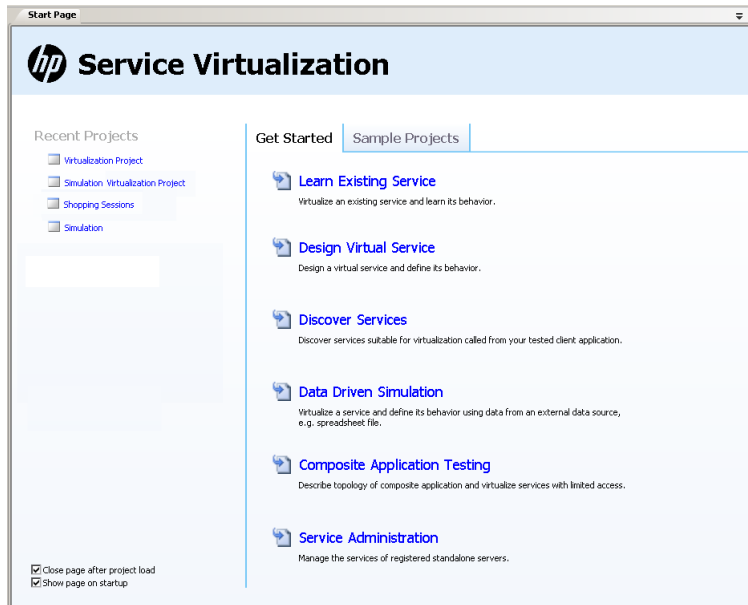 Start Page
hp Service Virtualization
Recent Projects
Virtualization Project
Simulation Virtualization Project
Shopping Sessions
Simulation
Close page after project load
Show page on startup
Get Started
Sample Projects
Learn Existing Service
Virtualize an existing service and learn its behavior.
Design Virtual Service
Design a virtual service and define its behavior.
Discover Services
Discover services suitable for virtualization called from your tested client application.
Data Driven Simulation
Virtualize a service and define its behavior using data from an external data source,
e.g. spreadsheet file.
Composite Application Testing
Describe topology of composite application and virtualize services with limited access.
Service Administration
Manage the services of registered standalone servers.